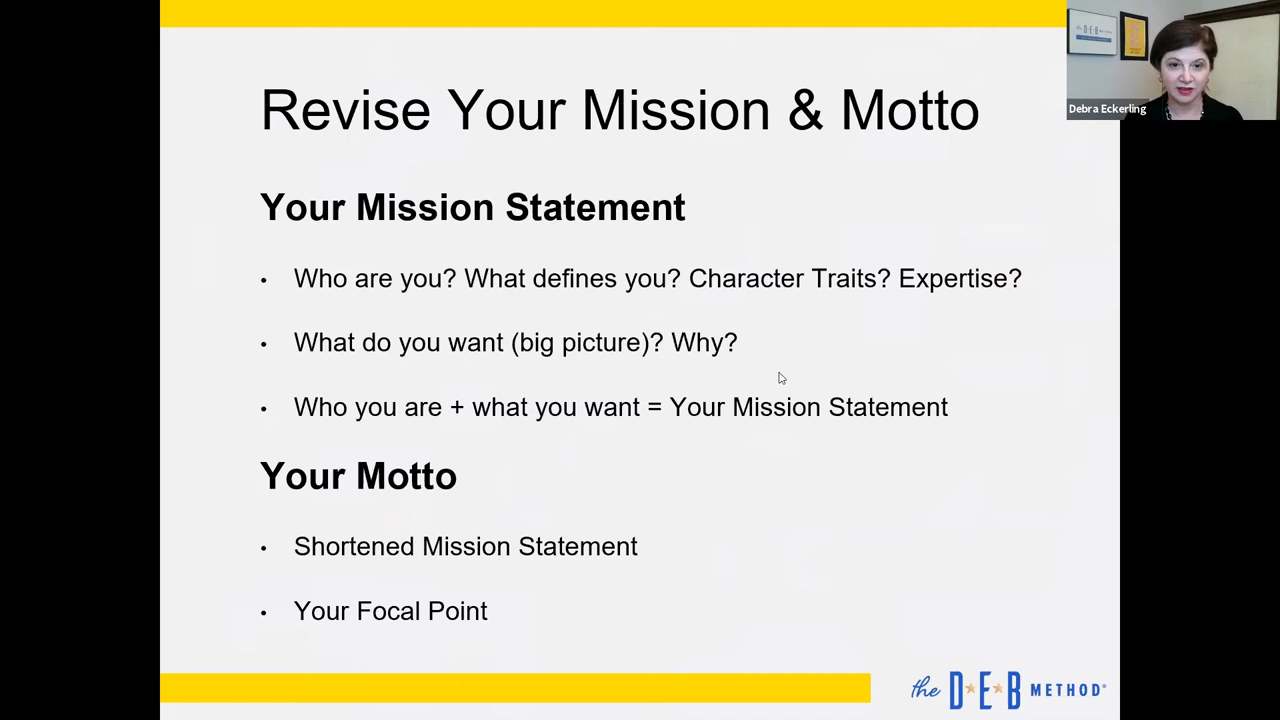 Revise Your Mission & Motto
Debra Eckerling
Your Mission Statement
• Who are you? What defines you? Character Traits? Expertise?
• What do you want (big picture)? Why?
• Who you are + what you want = Your Mission Statement
Your Motto
• Shortened Mission Statement
• Your Focal Point
the D★E★B METHOD®